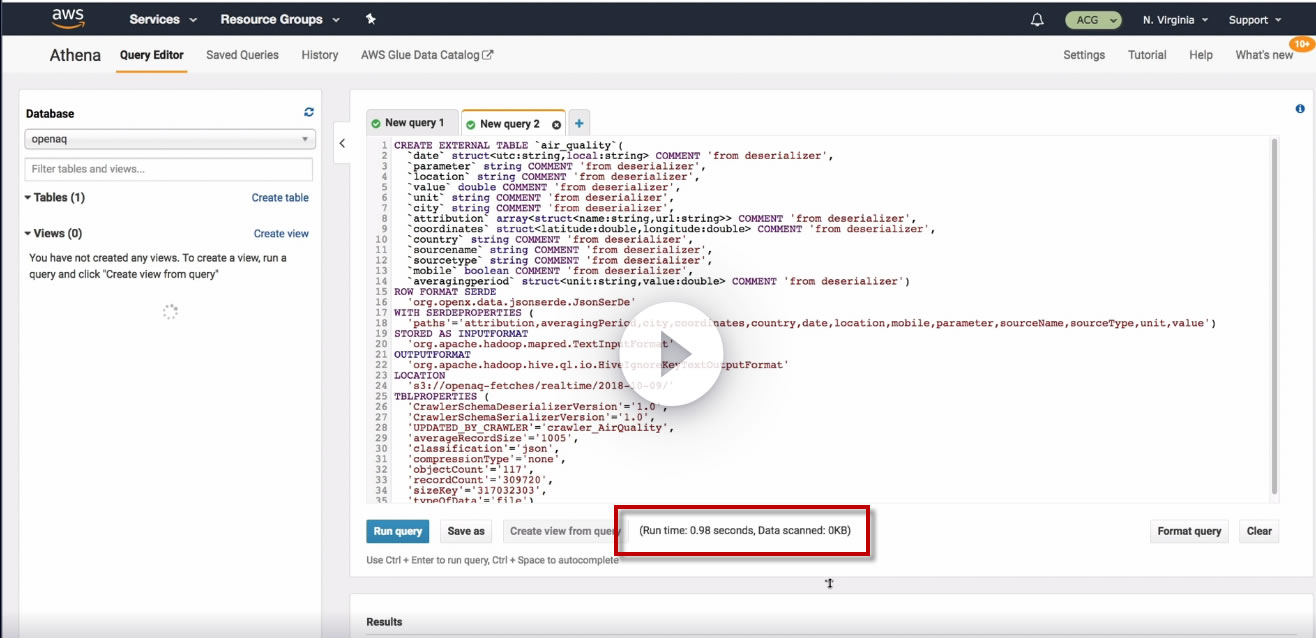 aws Services Resource Groups ACG N. Virginia Support
Athena Query Editor Saved Queries History AWS Glue Data Catalog Settings Tutorial Help What's new 10+
Database
openaq
Filter tables and views...
Tables (1) Create table
Views (0) Create view
You have not created any views. To create a view, run a
query and click "Create view from query"
New query 1 New query 2 +
1 CREATE EXTERNAL TABLE `air_quality`(
2 `date` struct<utc:string,local:string> COMMENT 'from deserializer',
3 `parameter` string COMMENT 'from deserializer',
4 `location` string COMMENT 'from deserializer',
5 `value` double COMMENT 'from deserializer',
6 `unit` string COMMENT 'from deserializer',
7 `city` string COMMENT 'from deserializer',
8 `attribution` array<struct<name:string,url:string>> COMMENT 'from deserializer',
9 `coordinates` struct<latitude:double,longitude:double> COMMENT 'from deserializer',
10 `country` string COMMENT 'from deserializer',
11 `sourcename` string COMMENT 'from deserializer',
12 `sourcetype` string COMMENT 'from deserializer',
13 `mobile` boolean COMMENT 'from deserializer',
14 `averagingperiod` struct<unit:string,value:double> COMMENT 'from deserializer')
15 ROW FORMAT SERDE
16 'org.openx.data.jsonserde.JsonSerDe'
17 WITH SERDEPROPERTIES (
18 'paths'='attribution,averagingPeriod,city,coordinates,country,date,location,mobile,parameter,sourceName,sourceType,unit,value')
19 STORED AS INPUTFORMAT
20 'org.apache.hadoop.mapred.TextInputFormat'
21 OUTPUTFORMAT
22 'org.apache.hadoop.hive.ql.io.HiveIgnoreKeyTextOutputFormat'
23 LOCATION
24 's3://openaq-fetches/realtime/2018-10-09/'
25 TBLPROPERTIES (
26 'CrawlerSchemaDeserializerVersion'='1.0',
27 'CrawlerSchemaSerializerVersion'='1.0',
28 'UPDATED_BY_CRAWLER'='crawler_AirQuality',
29 'averageRecordSize'='1005',
30 'classification'='json',
31 'compressionType'='none',
32 'objectCount'='117',
33 'recordCount'='309720',
34 'sizeKey'='317032303',
35 'typeOfData'='file')
Run query Save as Create view from query (Run time: 0.98 seconds, Data scanned: 0KB) Format query Clear
Use Ctrl + Enter to run query, Ctrl + Space to autocomplete
Results